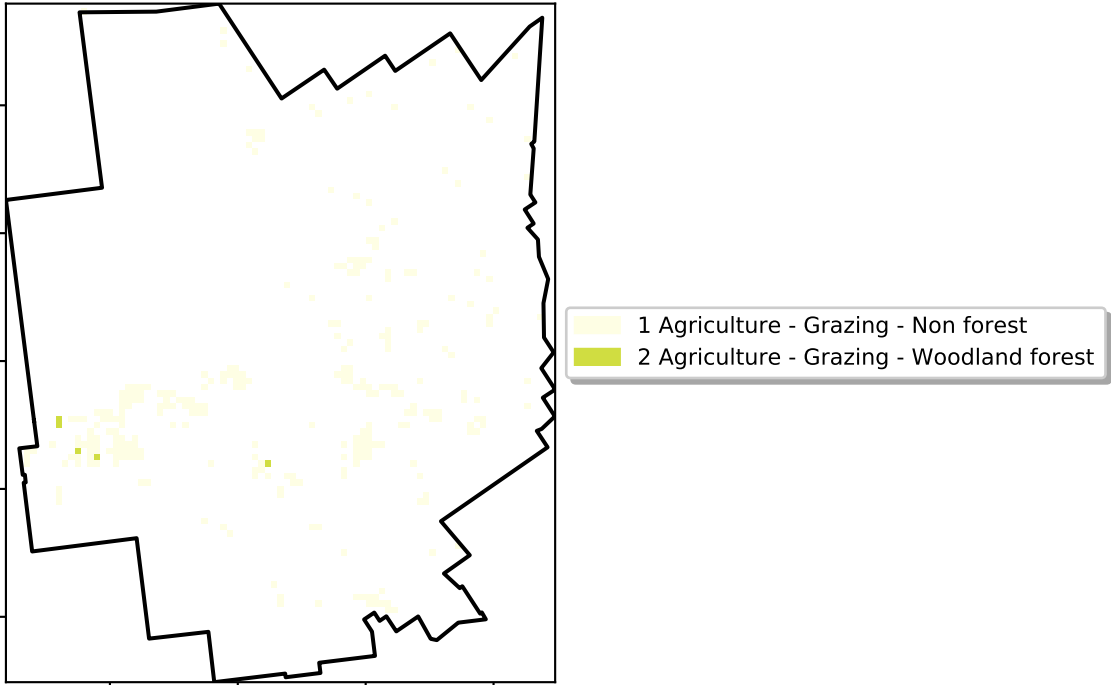 1 Agriculture - Grazing - Non forest
2 Agriculture - Grazing - Woodland forest